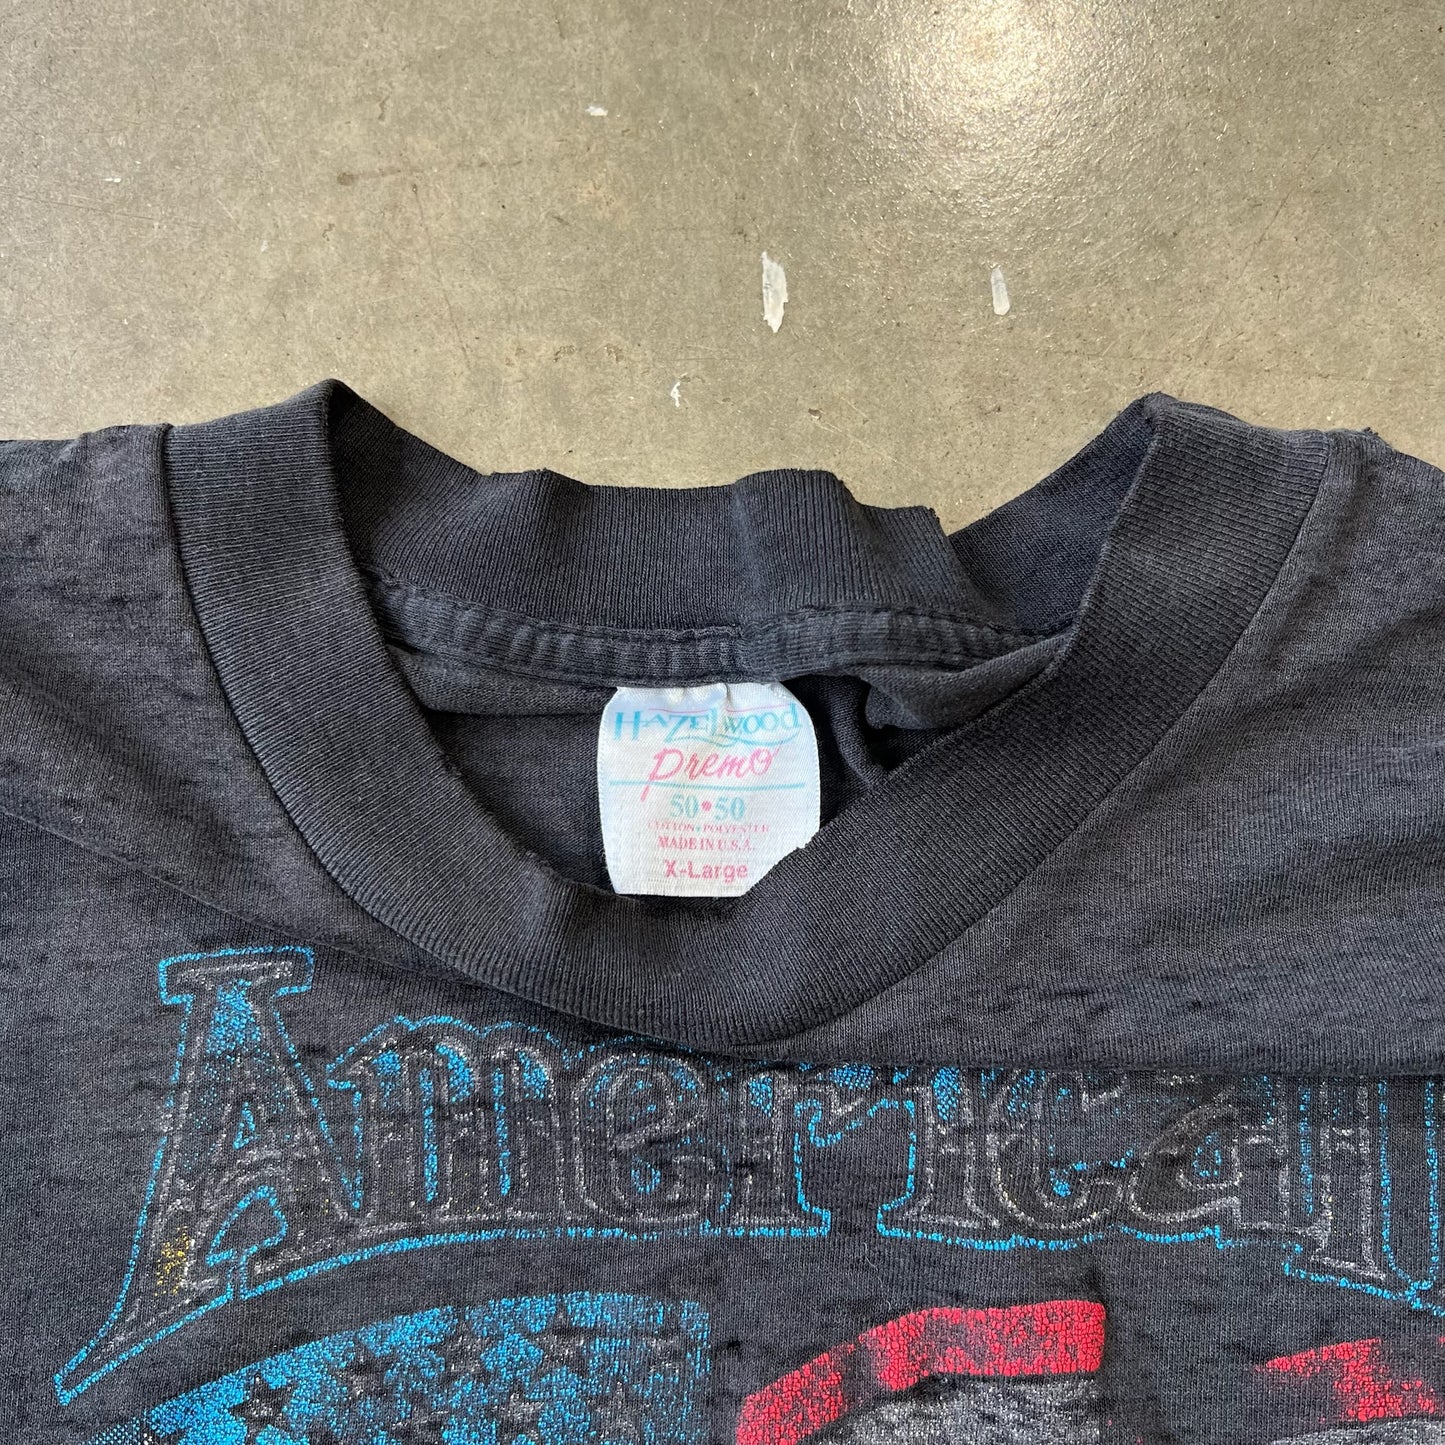 Hazelwood
Premo
50•50
COTTON • POLYESTER
MADE IN U.S.A.
X-Large
American